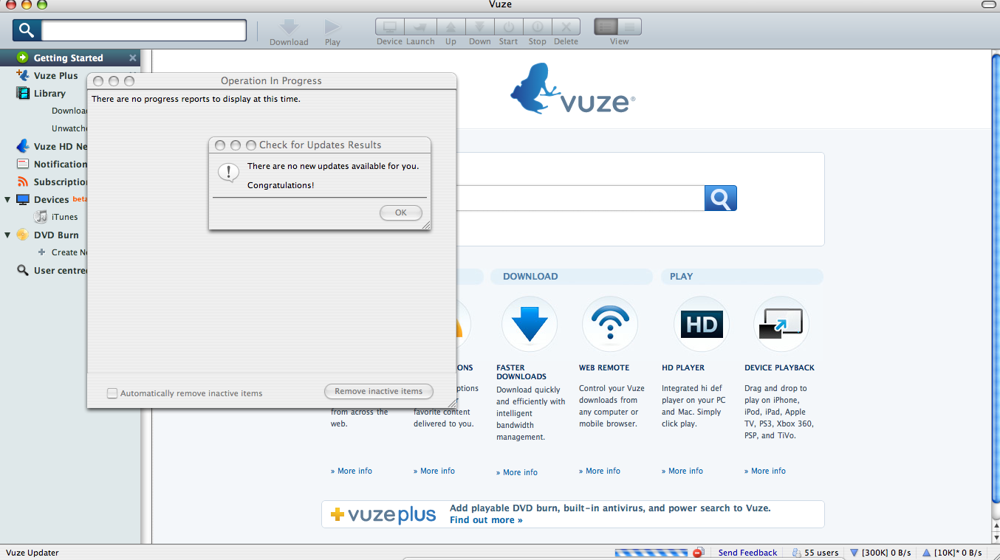 Vuze
Download
Play
Device
Launch
Up
Down
Start
Stop
Delete
View
Getting Started
Vuze Plus
Library
Unwatche
Vuze HD Ne
Devices beta
iTunes
DVD Burn
Create Ne
User centred
Operation In Progress
There are no progress reports to display at this time.
Check for Updates Results
There are no new updates available for you.
Congratulations!
OK
Automatically remove inactive items
Remove inactive items
vuze®
DOWNLOAD
PLAY
HD
from across the
web.
» More info
ONS
ptions
r
favorite content
delivered to you.
» More info
FASTER
DOWNLOADS
Download quickly
and efficiently with
intelligent
bandwidth
management.
» More info
WEB REMOTE
Control your Vuze
downloads from
any computer or
mobile browser.
» More info
HD PLAYER
Integrated hi def
player on your PC
and Mac. Simply
click play.
» More info
DEVICE PLAYBACK
Drag and drop to
play on iPhone,
iPod, iPad, Apple
TV, PS3, Xbox 360,
PSP, and TiVo.
» More info
vuze plus
Add playable DVD burn, built-in antivirus, and power search to Vuze.
Find out more »
Vuze Updater
Send Feedback
55 users
[300K] 0 B/s
[10K]* 0 B/s